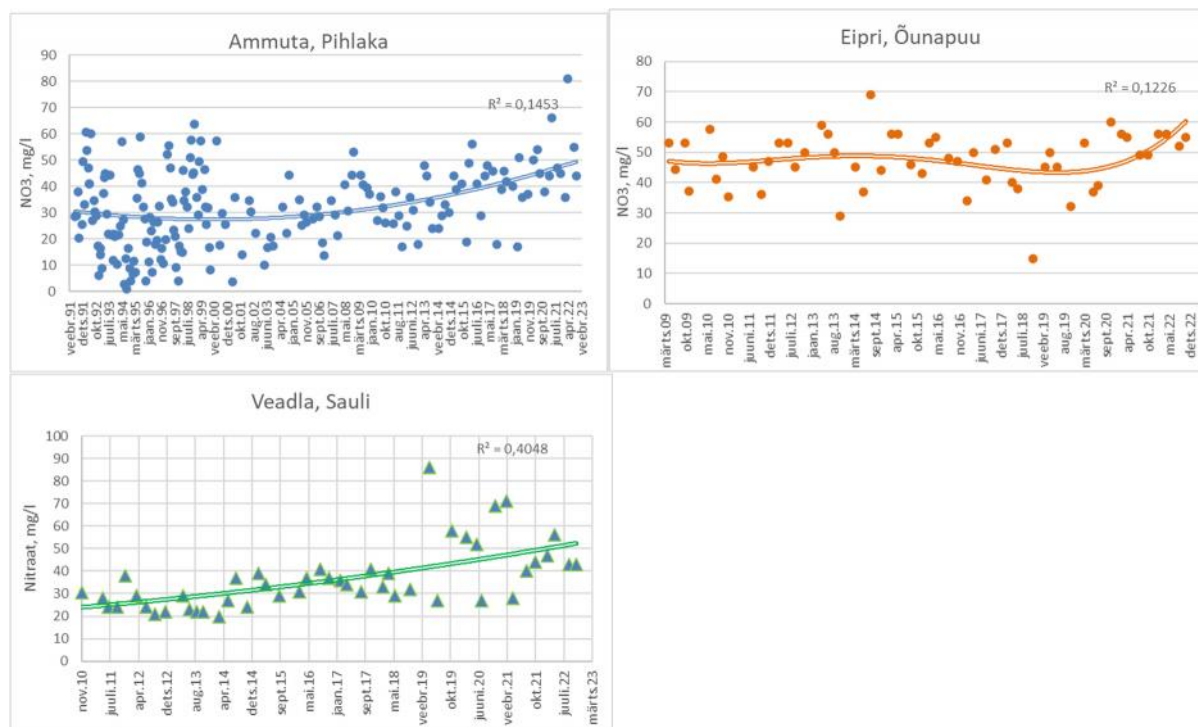 Ammuta, Pihlaka
R² = 0,1453
NO3, mg/l
90
80
70
60
50
40
30
20
10
0
veebr.91
dets.91
okt.92
juuli.93
mai.94
märts.95
jaan.96
nov.96
sept.97
juuli.98
apr.99
veebr.00
dets.00
okt.01
aug.02
juuni.03
apr.04
jaan.05
nov.05
sept.06
juuli.07
mai.08
märts.09
jaan.10
okt.10
aug.11
juuni.12
apr.13
veebr.14
dets.14
okt.15
juuli.16
mai.17
märts.18
jaan.19
nov.19
sept.20
juuli.21
apr.22
veebr.23
Eipri, Õunapuu
R² = 0,1226
NO3, mg/l
80
70
60
50
40
30
20
10
0
märts.09
okt.09
mai.10
nov.10
juuni.11
dets.11
juuli.12
jaan.13
aug.13
märts.14
sept.14
apr.15
okt.15
mai.16
nov.16
juuni.17
dets.17
juuli.18
veebr.19
aug.19
märts.20
sept.20
apr.21
okt.21
mai.22
dets.22
Veadla, Sauli
R² = 0,4048
Nitraat, mg/l
100
90
80
70
60
50
40
30
20
10
0
nov.10
juuli.11
apr.12
dets.12
aug.13
apr.14
dets.14
sept.15
mai.16
jaan.17
sept.17
mai.18
veebr.19
okt.19
juuni.20
veebr.21
okt.21
juuli.22
märts.23